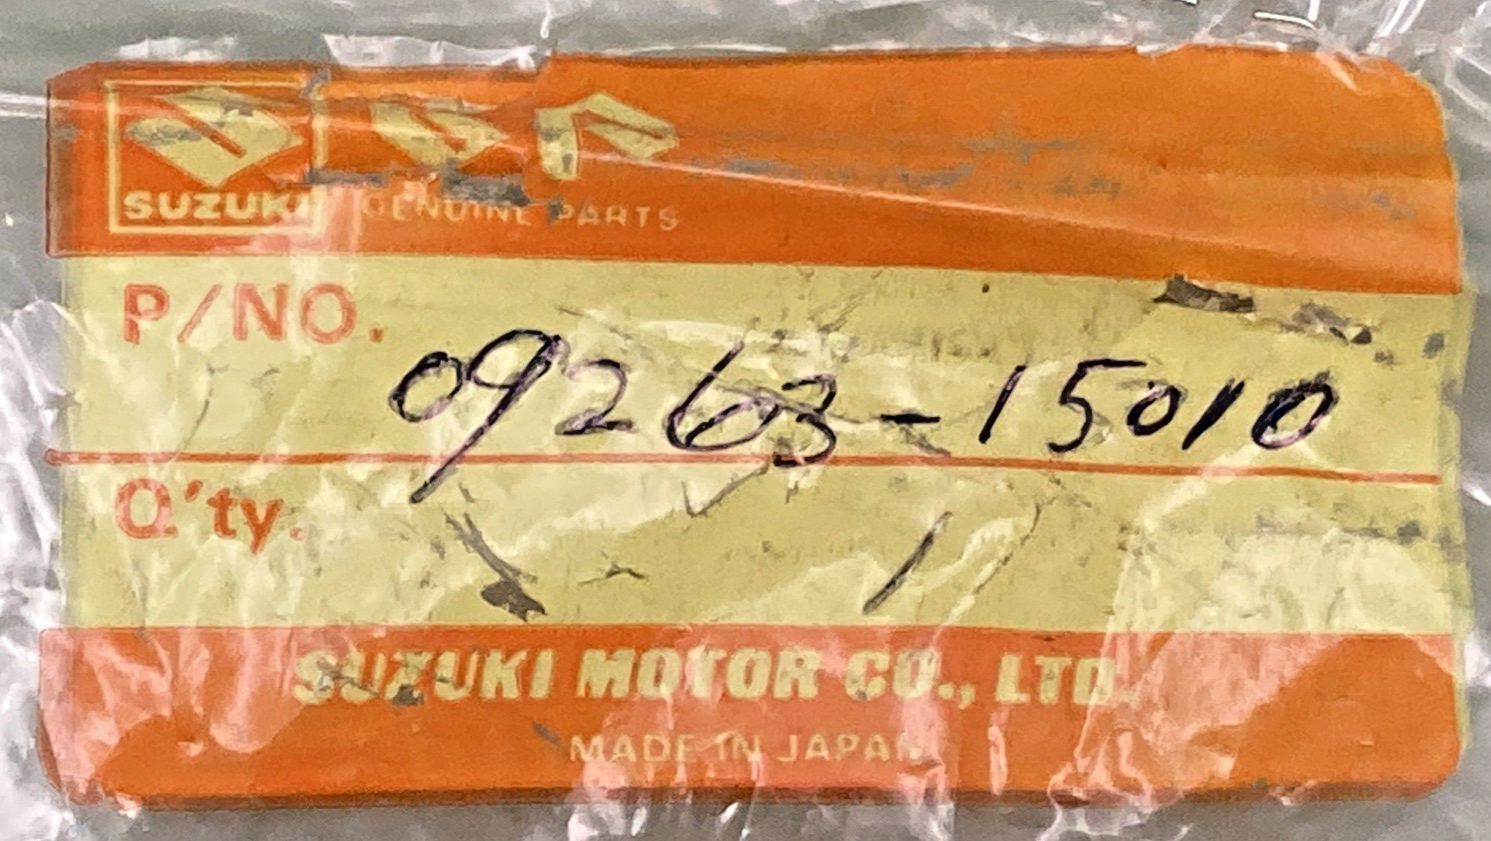 SUZUKI
GENUINE PARTS
P/NO.
09263-15010
Q'ty.
1
SUZUKI MOTOR CO., LTD.
MADE IN JAPAN